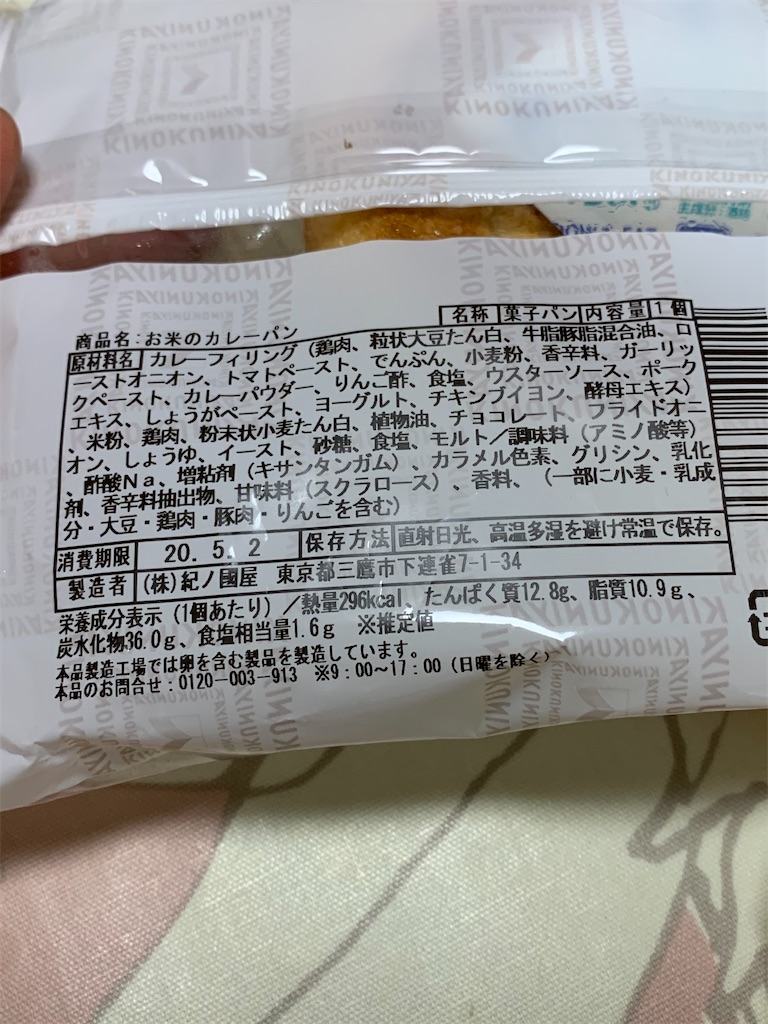 KINOKUNIYA
KINOKUNIYA
名称 菓子パン 内容量 1個
商品名:お米のカレーパン
原材料名 カレーフィリング(鶏肉、粒状大豆たん白、牛脂豚脂混合油、ロ
ーストオニオン、トマトペースト、でんぷん、小麦粉、香辛料、ガーリッ
クペースト、カレーパウダー、りんご酢、食塩、ウスターソース、ポーク
エキス、しょうがペースト、ヨーグルト、チキンブイヨン、酵母エキス)
、米粉、鶏肉、粉末状小麦たん白、植物油、チョコレート、フライドオニ
オン、しょうゆ、イースト、砂糖、食塩、モルト/調味料(アミノ酸等)
、酢酸Na、増粘剤(キサンタンガム)、カラメル色素、グリシン、乳化
剤、香辛料抽出物、甘味料(スクラロース)、香料、(一部に小麦・乳成
分・大豆・鶏肉・豚肉・りんごを含む)
消費期限 20. 5. 2 保存方法 直射日光、高温多湿を避け常温で保存。
製造者 (株)紀ノ國屋 東京都三鷹市下連雀7-1-34
栄養成分表示(1個あたり)/熱量296kcal、たんぱく質12.8g、脂質10.9g、
炭水化物36.0g、食塩相当量1.6g ※推定値
本品製造工場では卵を含む製品を製造しています。
本品のお問合せ:0120-003-913 ※9:00~17:00(日曜を除く)